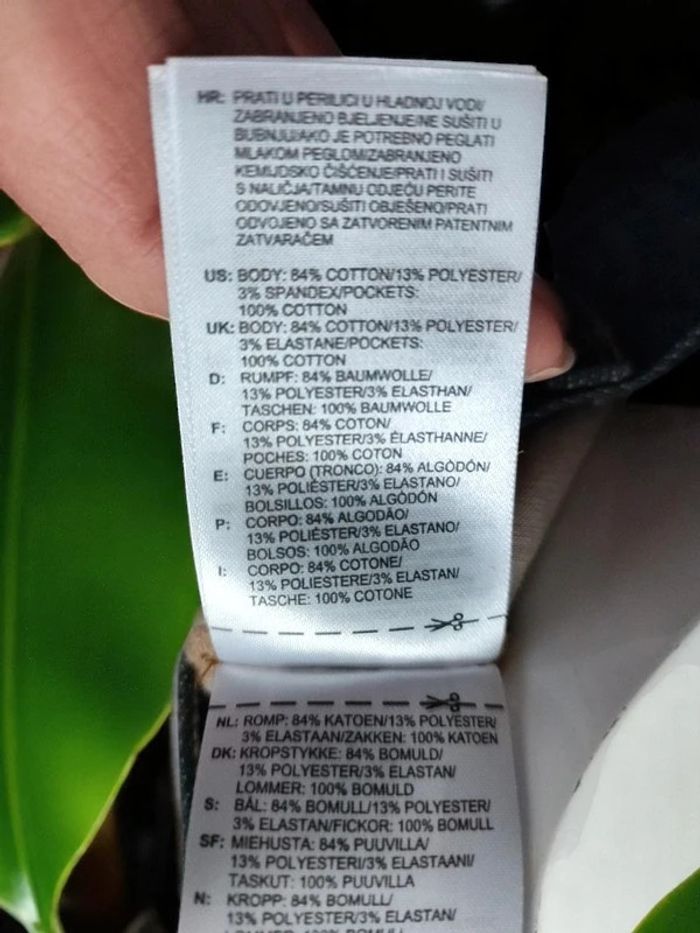 HR: PRATI U PERILICI U HLADNOJ VODI/
ZABRANJENO BJELJENJE/NE SUŠITI U
BUBNJU/AKO JE POTREBNO PEGLATI
MLAKOM PEGLOM/ZABRANJENO
KEMIJDSKO ČIŠĆENJE/PRATI I SUŠITI
S NALIČJA/TAMNU ODJEĆU PERITE
ODOVJENO/SUŠITI OBJEŠENO/PRATI
ODVOJENO SA ZATVORENIM PATENTNIM
ZATVARAČEM
US: BODY: 84% COTTON/13% POLYESTER/
3% SPANDEX/POCKETS:
100% COTTON
UK: BODY: 84% COTTON/13% POLYESTER/
3% ELASTANE/POCKETS:
100% COTTON
D: RUMPF: 84% BAUMWOLLE/
13% POLYESTER/3% ELASTHAN/
TASCHEN: 100% BAUMWOLLE
F: CORPS: 84% COTON/
13% POLYESTER/3% ÉLASTHANNE/
POCHES: 100% COTON
E: CUERPO (TRONCO): 84% ALGÒDÓN/
13% POLIÉSTER/3% ELASTANO/
BOLSILLOS: 100% ALGÓDÓN
P: CORPO: 84% ALGODÃO/
13% POLIÉSTER/3% ELASTANO/
BOLSOS: 100% ALGODÃO
I: CORPO: 84% COTONE/
13% POLIESTERE/3% ELASTAN/
TASCHE: 100% COTONE
NL: ROMP: 84% KATOEN/13% POLYESTER/
3% ELASTAAN/ZAKKEN: 100% KATOEN
DK: KROPSTYKKE: 84% BOMULD/
13% POLYESTER/3% ELASTAN/
LOMMER: 100% BOMULD
S: BÅL: 84% BOMULL/13% POLYESTER/
3% ELASTAN/FICKOR: 100% BOMULL
SF: MIEHUSTA: 84% PUUVILLA/
13% POLYESTERI/3% ELASTAANI/
TASKUT: 100% PUUVILLA
N: KROPP: 84% BOMULL/
13% POLYESTER/3% ELASTAN/